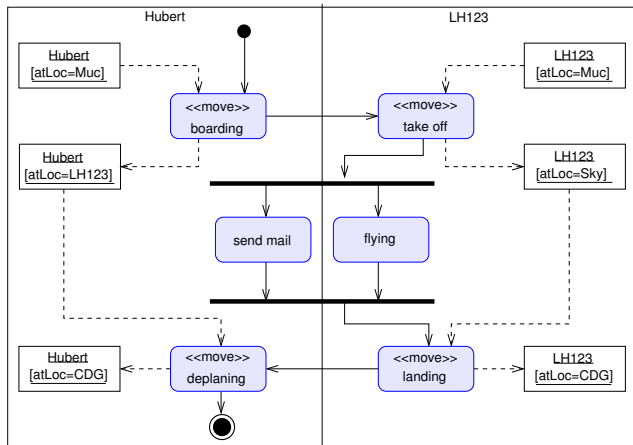 Hubert
LH123
Hubert
[atLoc=Muc]
<<move>>
boarding
<<move>>
take off
LH123
[atLoc=Muc]
Hubert
[atLoc=LH123]
LH123
[atLoc=Sky]
send mail
flying
Hubert
[atLoc=CDG]
<<move>>
deplaning
<<move>>
landing
LH123
[atLoc=CDG]